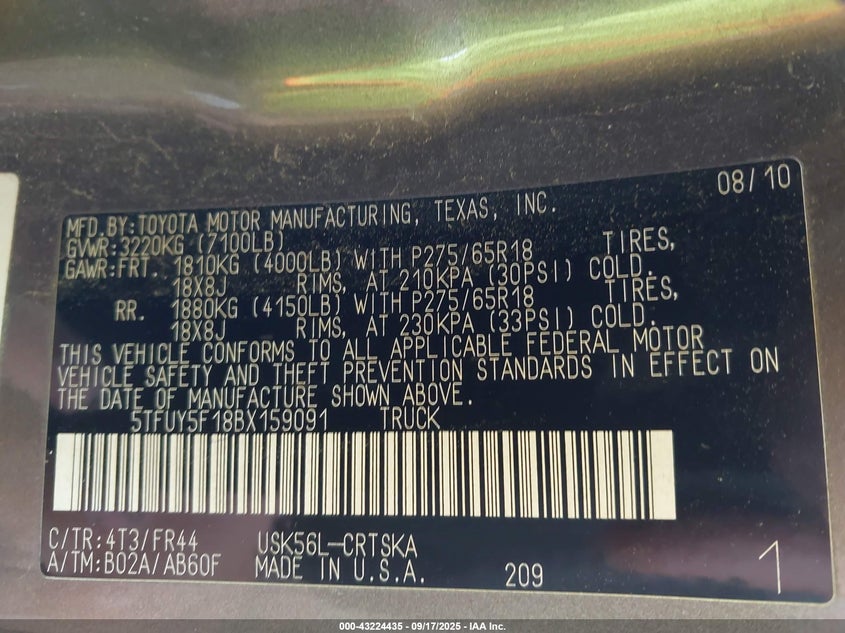 08/10
MFD.BY:TOYOTA MOTOR MANUFACTURING, TEXAS, INC.
GVWR:3220KG (7100LB)
GAWR:FRT. 1810KG (4000LB) WITH P275/65R18 TIRES,
18X8J RIMS, AT 210KPA (30PSI) COLD.
RR. 1880KG (4150LB) WITH P275/65R18 TIRES,
18X8J RIMS, AT 230KPA (33PSI) COLD.
THIS VEHICLE CONFORMS TO ALL APPLICABLE FEDERAL MOTOR
VEHICLE SAFETY AND THEFT PREVENTION STANDARDS IN EFFECT ON
THE DATE OF MANUFACTURE SHOWN ABOVE.
5TFUY5F18BX159091 TRUCK
C/TR:4T3/FR44 USK56L-CRTSKA
A/TM:B02A/AB60F MADE IN U.S.A. 209 1
000-43224435 - 09/17/2025 - IAA Inc.